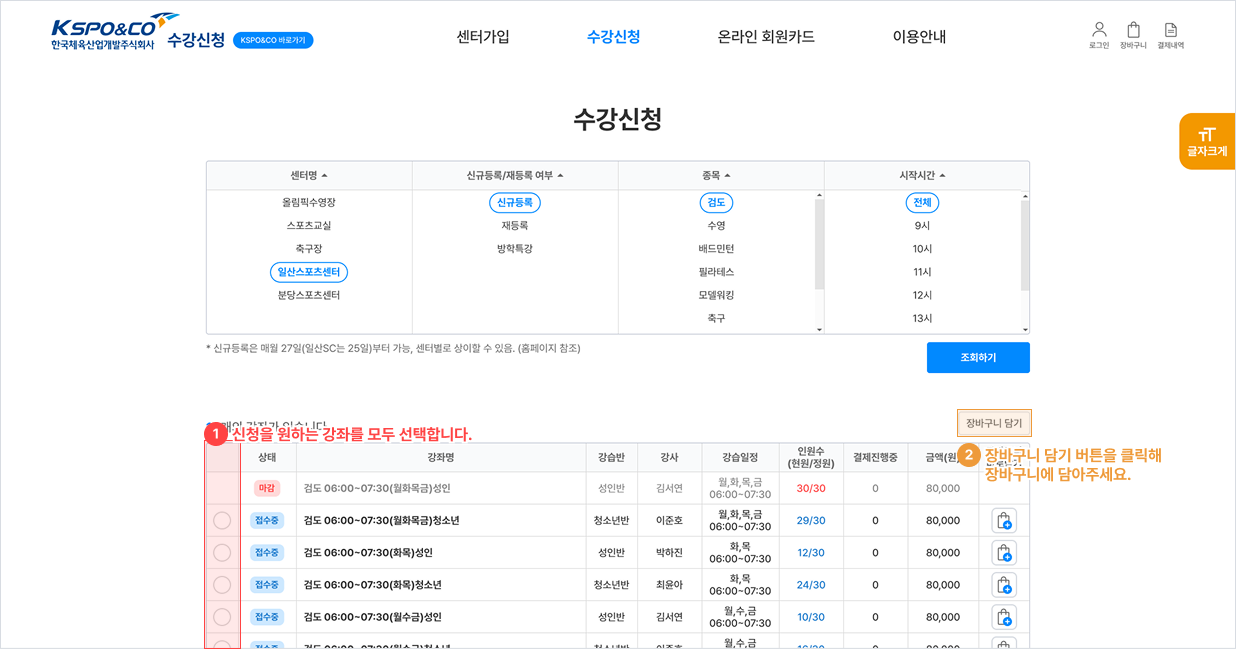 KSPO&CO
한국체육산업개발주식회사 수강신청 KSPO&CO 바로가기
센터가입 수강신청 온라인 회원카드 이용안내
로그인 장바구니 결제내역
수강신청
글자크게
센터명 신규등록/재등록 여부 종목 시작시간
올림픽수영장 신규등록 검도 전체
스포츠교실 재등록 수영 9시
축구장 방학특강 배드민턴 10시
일산스포츠센터 필라테스 11시
분당스포츠센터 모델워킹 12시
축구 13시
* 신규등록은 매월 27일(일산SC는 25일)부터 가능, 센터별로 상이할 수 있음. (홈페이지 참조)
조회하기
장바구니 담기
1 신청을 원하는 강좌를 모두 선택합니다.
2 장바구니 담기 버튼을 클릭해
장바구니에 담아주세요.
상태 강좌명 강습반 강사 강습일정 인원수 결제진행중 금액(원)
(현원/정원)
마감 검도 06:00~07:30(월화목금)성인 성인반 김서연 월,화,목,금 30/30 0 80,000
06:00~07:30
접수중 검도 06:00~07:30(월화목금)청소년 청소년반 이준호 월,화,목,금 29/30 0 80,000
06:00~07:30
접수중 검도 06:00~07:30(화목)성인 성인반 박하진 화,목 12/30 0 80,000
06:00~07:30
접수중 검도 06:00~07:30(화목)청소년 청소년반 최윤아 화,목 24/30 0 80,000
06:00~07:30
접수중 검도 06:00~07:30(월수금)성인 성인반 김서연 월,수,금 10/30 0 80,000
06:00~07:30
월,수,금